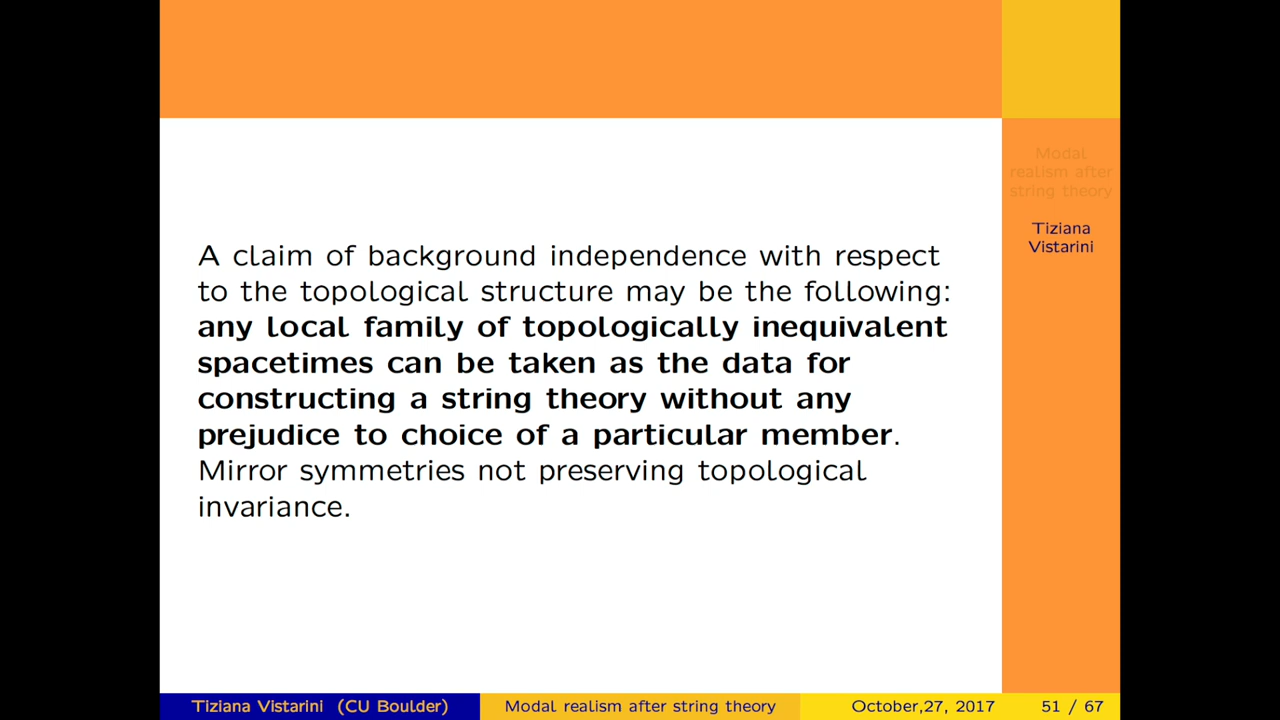 A claim of background independence with respect
to the topological structure may be the following:
any local family of topologically inequivalent
spacetimes can be taken as the data for
constructing a string theory without any
prejudice to choice of a particular member.
Mirror symmetries not preserving topological
invariance.
Modal
realism after
string theory
Tiziana
Vistarini
Tiziana Vistarini (CU Boulder)
Modal realism after string theory
October,27, 2017
51 / 67